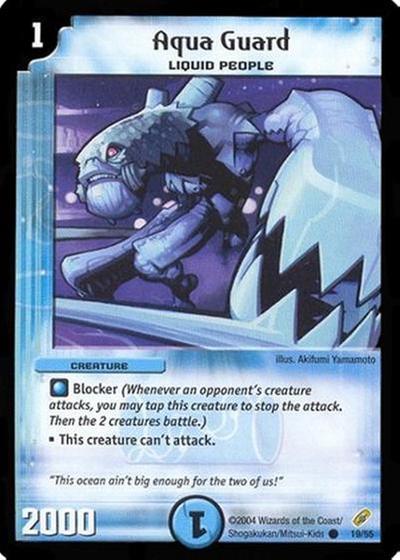 1
Aqua Guard
LIQUID PEOPLE
illus. Akifumi Yamamoto
CREATURE
Blocker (Whenever an opponent's creature
attacks, you may tap this creature to stop the attack.
Then the 2 creatures battle.)
▪ This creature can't attack.
"This ocean ain't big enough for the two of us!"
2000
1
©2004 Wizards of the Coast/
Shogakukan/Mitsui-Kids ● 19/55